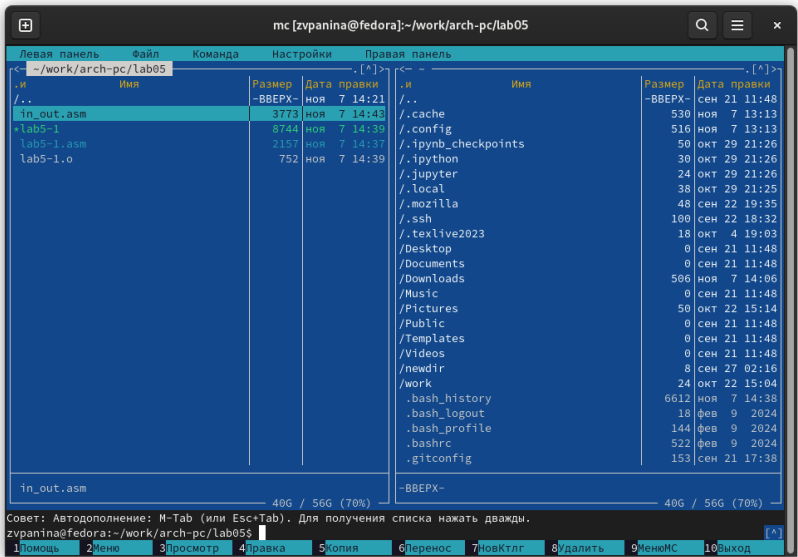 mc [zvpanina@fedora]:~/work/arch-pc/lab05
Левая панель Файл Команда Настройки Правая панель
<- ~/work/arch-pc/lab05 .[^]>
.и Имя Размер Дата правки
/.. -ВВЕРХ- ноя 7 14:21
in_out.asm 3773 ноя 7 14:43
*lab5-1 8744 ноя 7 14:39
lab5-1.asm 2157 ноя 7 14:37
lab5-1.o 752 ноя 7 14:39
in_out.asm
40G / 56G (70%)
<- ~ .[^]>
.и Имя Размер Дата правки
/.. -ВВЕРХ- сен 21 11:48
/.cache 530 ноя 7 13:13
/.config 516 ноя 7 13:13
/.ipynb_checkpoints 50 окт 29 21:26
/.ipython 30 окт 29 21:26
/.jupyter 24 окт 29 21:26
/.local 38 окт 29 21:25
/.mozilla 48 сен 22 19:35
/.ssh 100 сен 22 18:32
/.texlive2023 18 окт 4 19:03
/Desktop 0 сен 21 11:48
/Documents 0 сен 21 11:48
/Downloads 506 ноя 7 14:06
/Music 0 сен 21 11:48
/Pictures 50 окт 22 15:14
/Public 0 сен 21 11:48
/Templates 0 сен 21 11:48
/Videos 0 сен 21 11:48
/newdir 8 сен 27 02:16
/work 24 окт 22 15:04
.bash_history 6612 ноя 7 14:38
.bash_logout 18 фев 9 2024
.bash_profile 144 фев 9 2024
.bashrc 522 фев 9 2024
.gitconfig 153 сен 21 17:38
-ВВЕРХ-
40G / 56G (70%)
Совет: Автодополнение: M-Tab (или Esc+Tab). Для получения списка нажать дважды.
zvpanina@fedora:~/work/arch-pc/lab05$ [^]
1Помощь 2Меню 3Просмотр 4Правка 5Копия 6Перенос 7НовКтлг 8Удалить 9МенюМС 10Выход